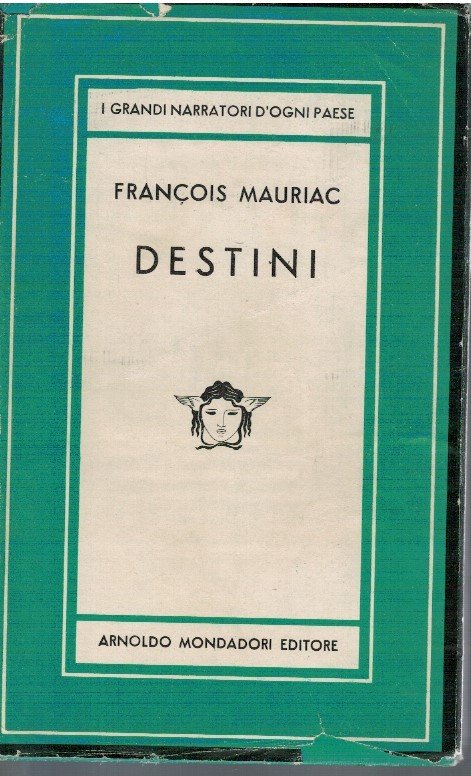 I GRANDI NARRATORI D'OGNI PAESE
FRANÇOIS MAURIAC
DESTINI
ARNOLDO MONDADORI EDITORE